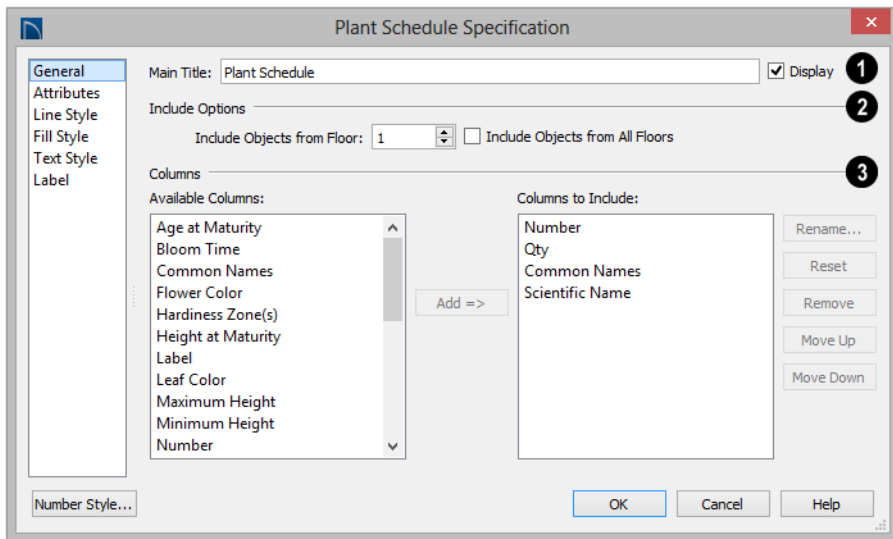 Plant Schedule Specification
General
Attributes
Line Style
Fill Style
Text Style
Label
Main Title: Plant Schedule Display 1
Include Options 2
Include Objects from Floor: 1 Include Objects from All Floors
Columns 3
Available Columns:
Age at Maturity
Bloom Time
Common Names
Flower Color
Hardiness Zone(s)
Height at Maturity
Label
Leaf Color
Maximum Height
Minimum Height
Number
Add =>
Columns to Include:
Number
Qty
Common Names
Scientific Name
Rename...
Reset
Remove
Move Up
Move Down
Number Style...
OK
Cancel
Help